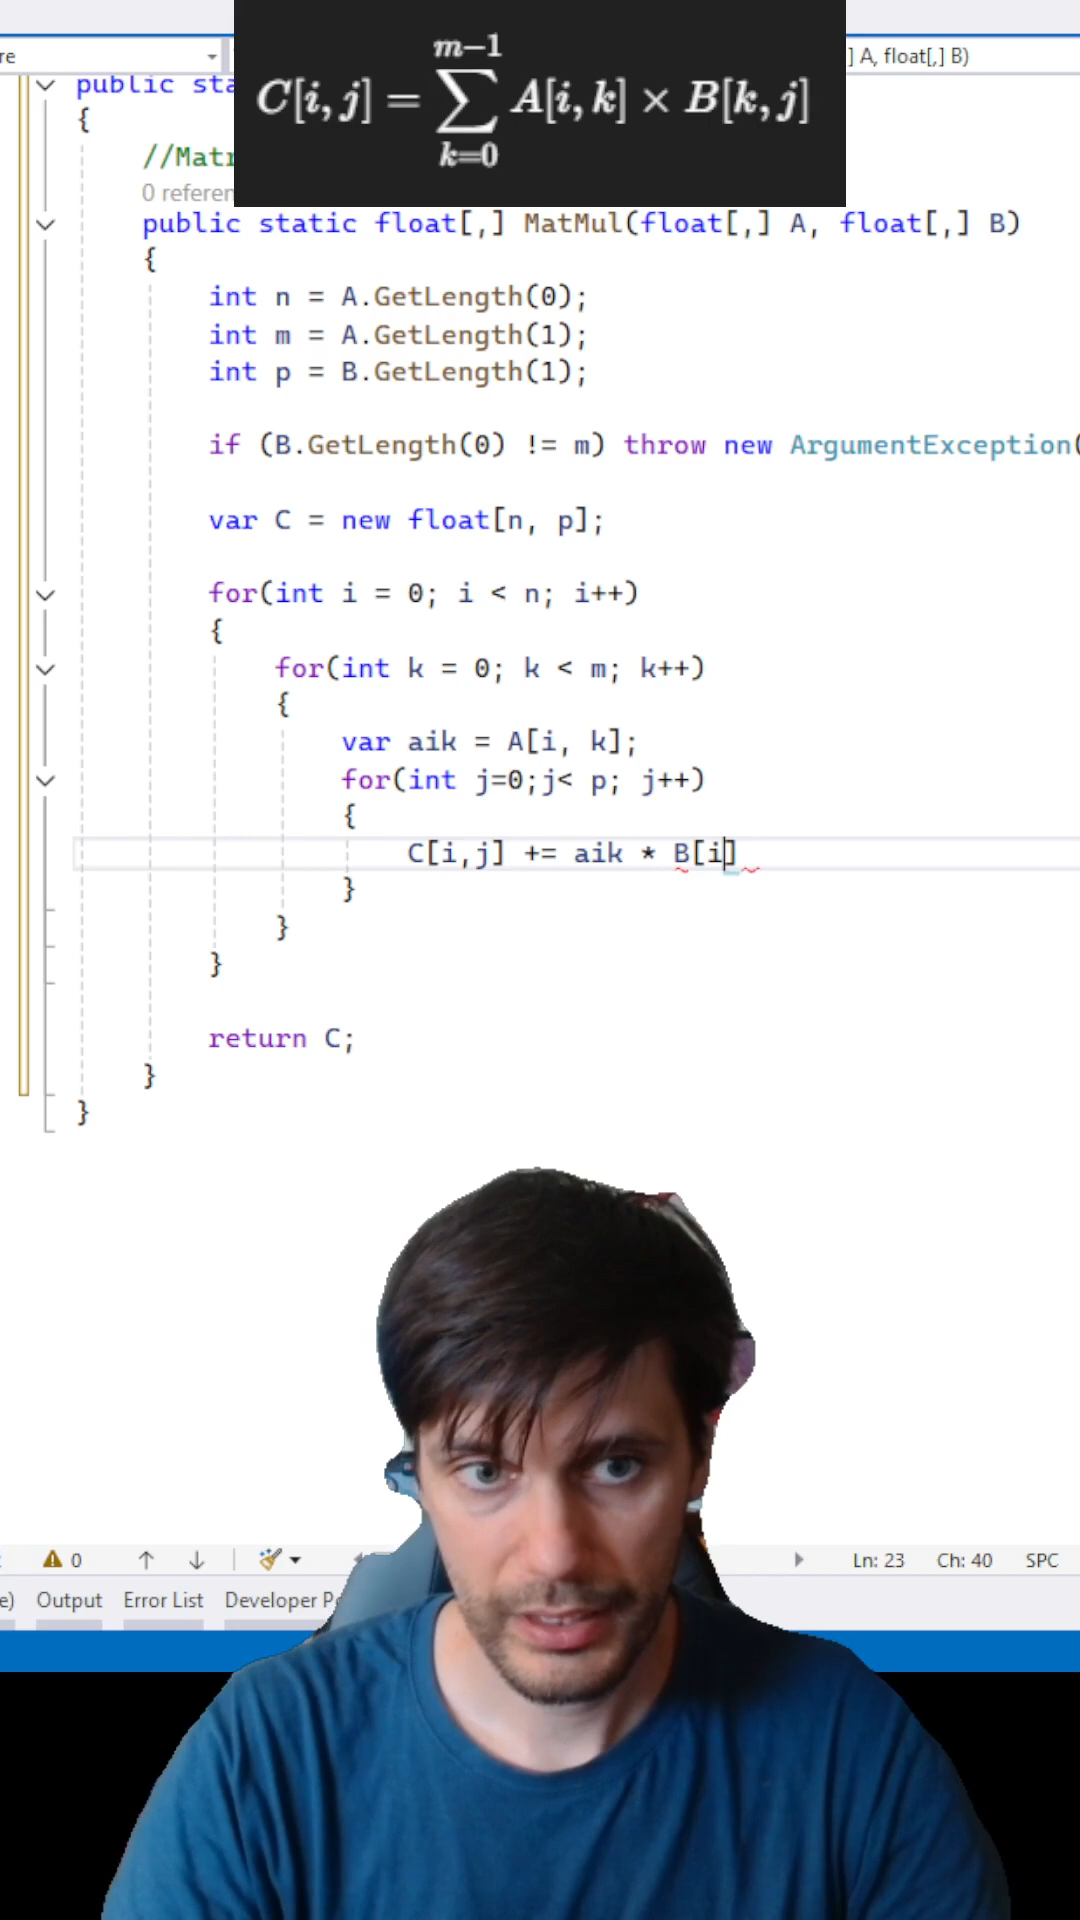 C[i, j] = m−1 ∑ k=0 A[i, k] × B[k, j]
re
] A, float[,] B)
public sta
{
//Matr
0 referen
public static float[,] MatMul(float[,] A, float[,] B)
{
int n = A.GetLength(0);
int m = A.GetLength(1);
int p = B.GetLength(1);
if (B.GetLength(0) != m) throw new ArgumentException(
var C = new float[n, p];
for(int i = 0; i < n; i++)
{
for(int k = 0; k < m; k++)
{
var aik = A[i, k];
for(int j=0;j< p; j++)
{
C[i,j] += aik * B[i]
}
}
}
return C;
}
}
0
Ln: 23 Ch: 40 SPC
e) Output Error List Developer P